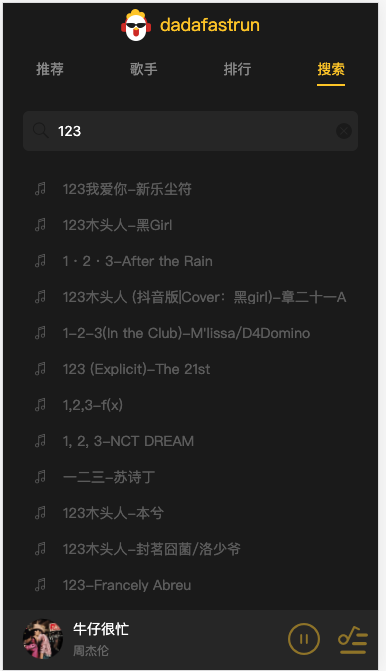 dadafastrun
推荐 歌手 排行 搜索
123
123我爱你-新乐尘符
123木头人-黑Girl
1·2·3-After the Rain
123木头人 (抖音版|Cover：黑girl)-章二十一A
1-2-3(In the Club)-M'lissa/D4Domino
123 (Explicit)-The 21st
1,2,3-f(x)
1, 2, 3-NCT DREAM
一二三-苏诗丁
123木头人-本兮
123木头人-封茗囧菌/洛少爷
123-Francely Abreu
牛仔很忙
周杰伦